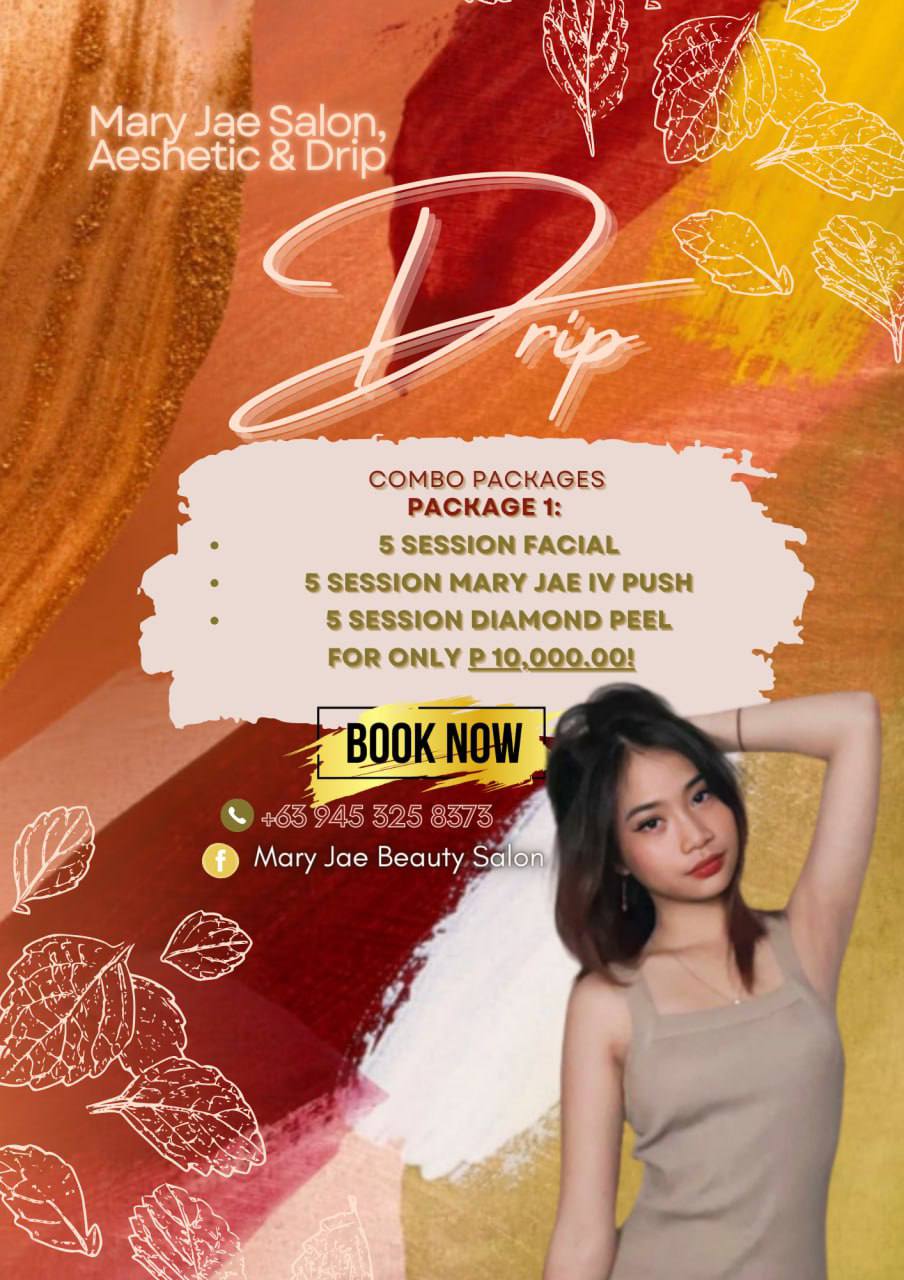 Mary Jae Salon,
Aeshetic & Drip
Drip
COMBO PACKAGES
PACKAGE 1:
• 5 SESSION FACIAL
• 5 SESSION MARY JAE IV PUSH
• 5 SESSION DIAMOND PEEL
FOR ONLY P 10,000.00!
BOOK NOW
+63 945 325 8373
Mary Jae Beauty Salon